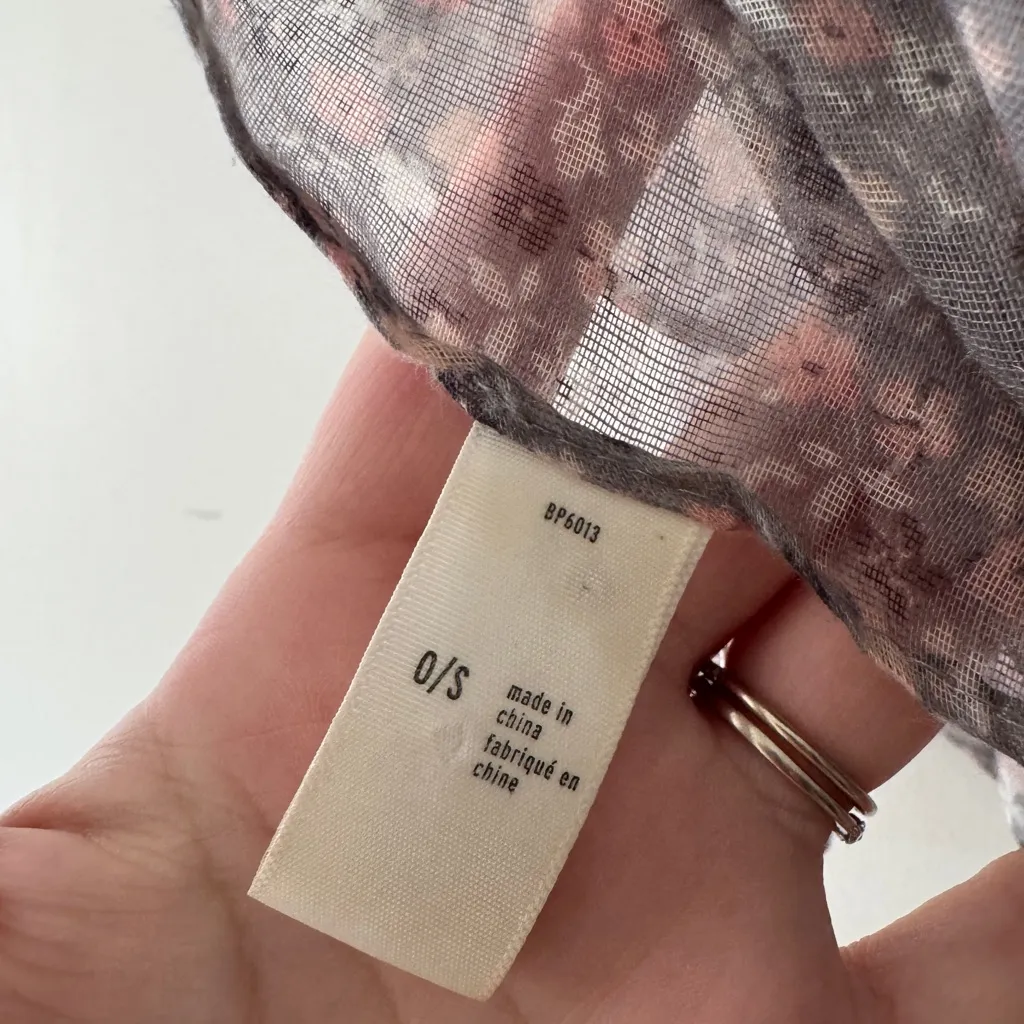 BP6013
O/S
made in
china
fabriqué en
chine